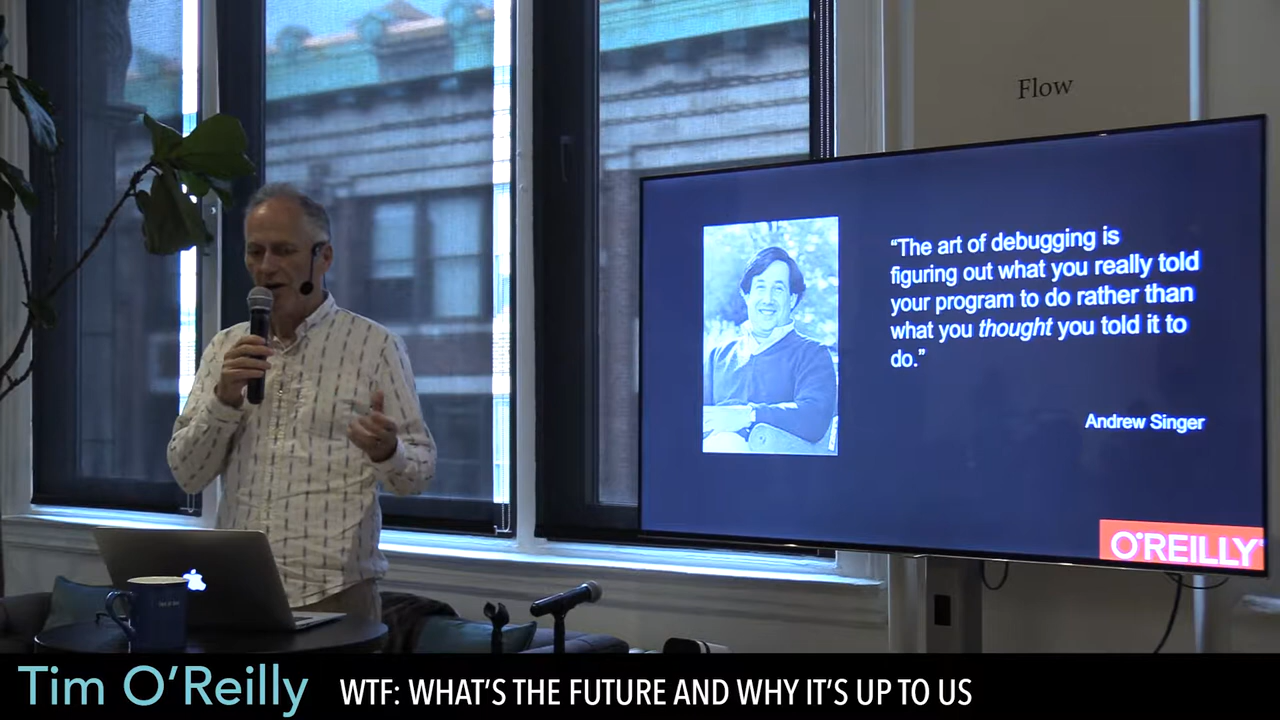 Flow
“The art of debugging is
figuring out what you really told
your program to do rather than
what you thought you told it to
do.”
Andrew Singer
O'REILLY
Tim O’Reilly WTF: WHAT’S THE FUTURE AND WHY IT’S UP TO US